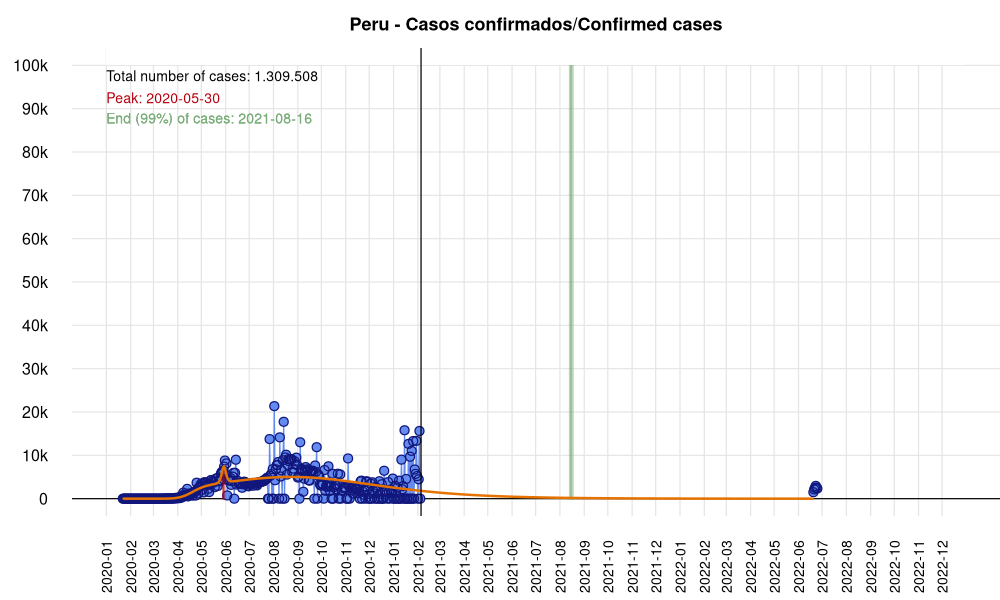 Peru - Casos confirmados/Confirmed cases
Total number of cases: 1.309.508
Peak: 2020-05-30
End (99%) of cases: 2021-08-16
100k
90k
80k
70k
60k
50k
40k
30k
20k
10k
0
2020-01
2020-02
2020-03
2020-04
2020-05
2020-06
2020-07
2020-08
2020-09
2020-10
2020-11
2020-12
2021-01
2021-02
2021-03
2021-04
2021-05
2021-06
2021-07
2021-08
2021-09
2021-10
2021-11
2021-12
2022-01
2022-02
2022-03
2022-04
2022-05
2022-06
2022-07
2022-08
2022-09
2022-10
2022-11
2022-12